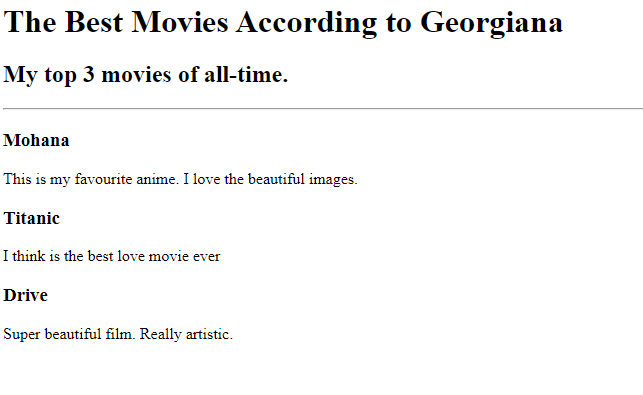 The Best Movies According to Georgiana
My top 3 movies of all-time.
Mohana
This is my favourite anime. I love the beautiful images.
Titanic
I think is the best love movie ever
Drive
Super beautiful film. Really artistic.